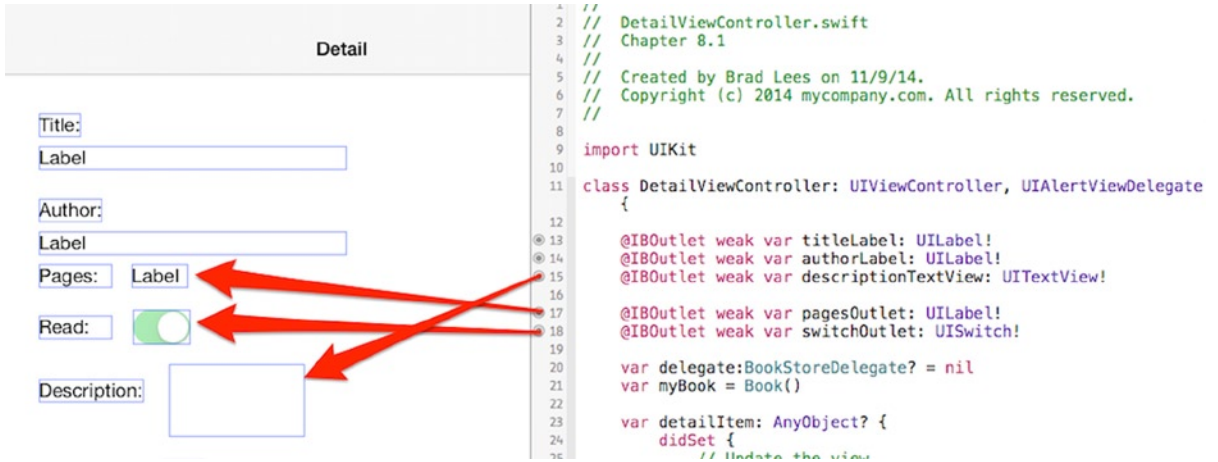 Detail
Title:
Label
Author:
Label
Pages: Label
Read:
Description:
1 //
2 // DetailViewController.swift
3 // Chapter 8.1
4 //
5 // Created by Brad Lees on 11/9/14.
6 // Copyright (c) 2014 mycompany.com. All rights reserved.
7 //
8
9 import UIKit
10
11 class DetailViewController: UIViewController, UIAlertViewDelegate
{
12
13 @IBOutlet weak var titleLabel: UILabel!
14 @IBOutlet weak var authorLabel: UILabel!
15 @IBOutlet weak var descriptionTextView: UITextView!
16
17 @IBOutlet weak var pagesOutlet: UILabel!
18 @IBOutlet weak var switchOutlet: UISwitch!
19
20 var delegate:BookStoreDelegate? = nil
21 var myBook = Book()
22
23 var detailItem: AnyObject? {
24 didSet {
25 // Update the view